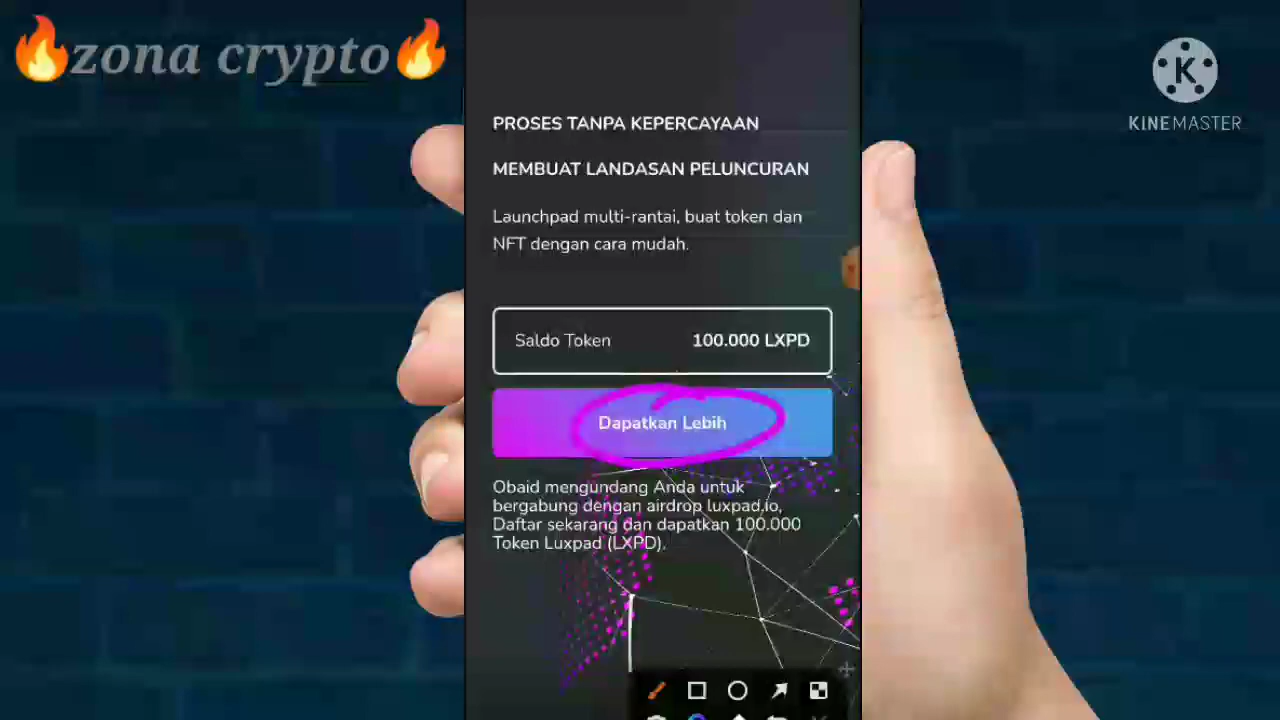 🔥zona crypto🔥
KINEMASTER
PROSES TANPA KEPERCAYAAN
MEMBUAT LANDASAN PELUNCURAN
Launchpad multi-rantai, buat token dan
NFT dengan cara mudah.
Saldo Token 100.000 LXPD
Dapatkan Lebih
Obaid mengundang Anda untuk
bergabung dengan airdrop luxpad.io,
Daftar sekarang dan dapatkan 100.000
Token Luxpad (LXPD).